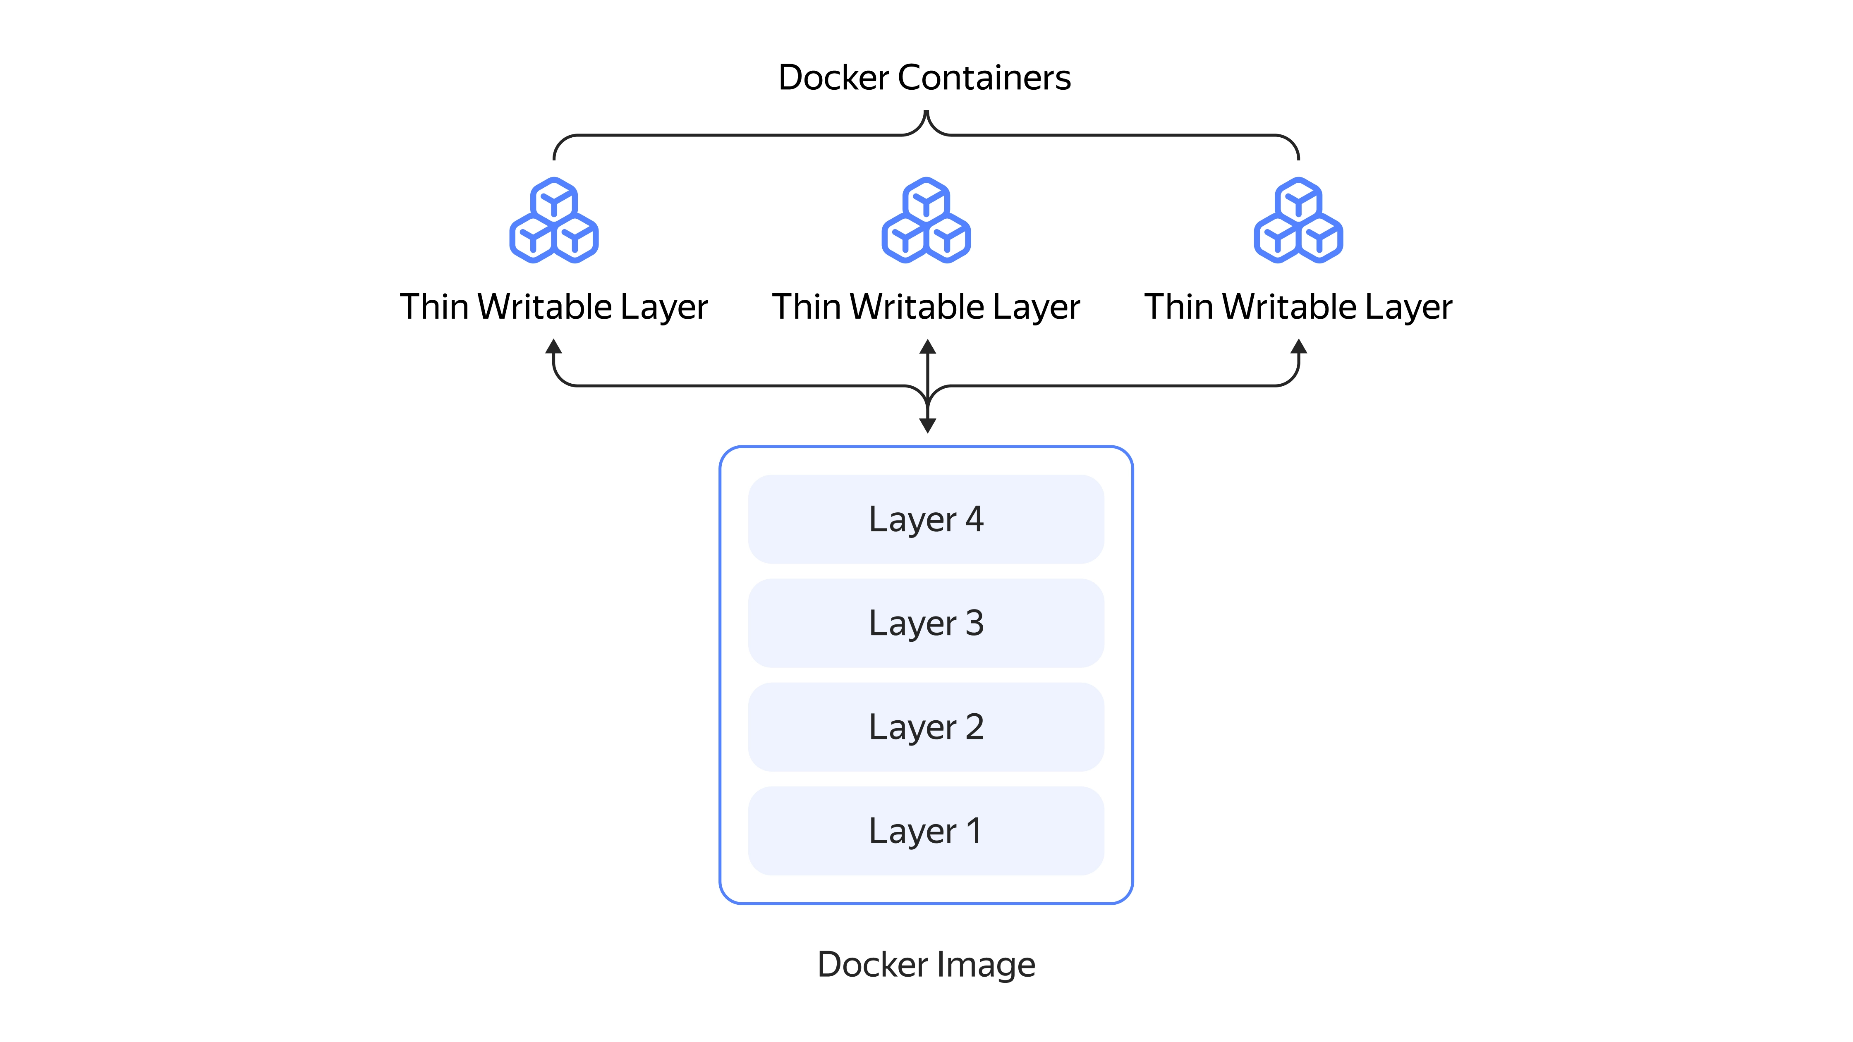 Docker Containers
Thin Writable Layer
Thin Writable Layer
Thin Writable Layer
Layer 4
Layer 3
Layer 2
Layer 1
Docker Image